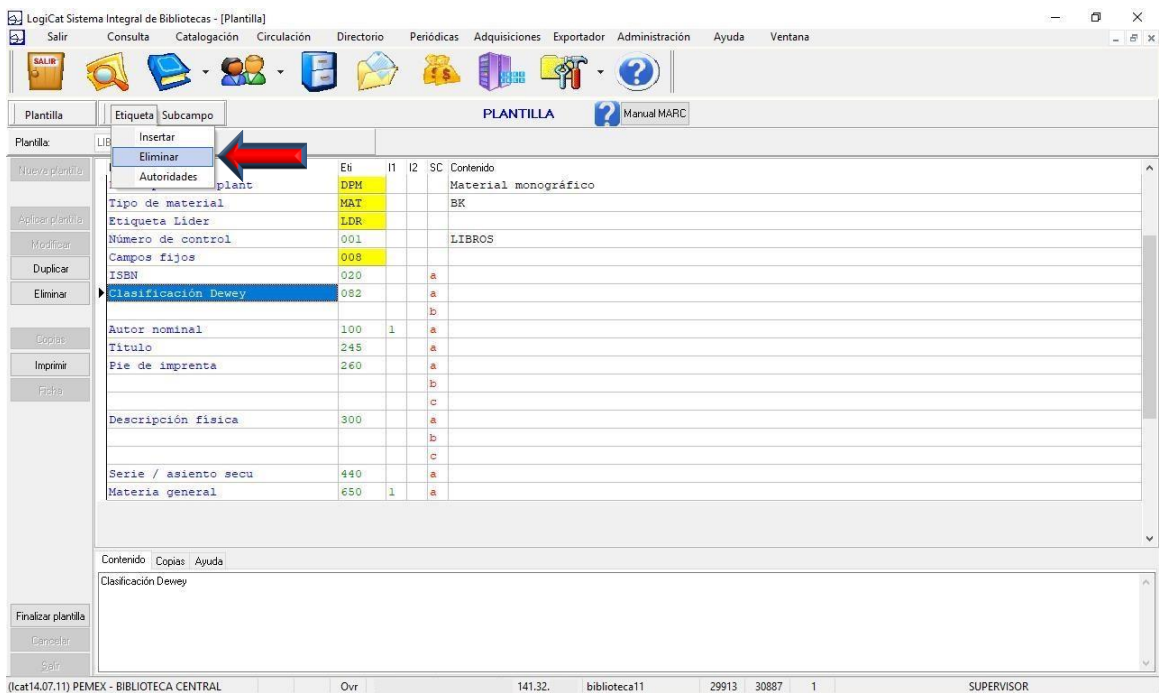 LogiCat Sistema Integral de Bibliotecas - [Plantilla]
Salir Consulta Catalogación Circulación Directorio Periódicas Adquisiciones Exportador Administración Ayuda Ventana
SALIR
Plantilla Etiqueta Subcampo PLANTILLA Manual MARC
Insertar
Plantilla: LIB
Eliminar
Autoridades
Nueva plantilla Eti I1 I2 SC Contenido
plant DPM Material monográfico
Tipo de material MAT BK
Aplicar plantilla Etiqueta Líder LDR
Modificar Número de control 001 LIBROS
Campos fijos 008
Duplicar ISBN 020 a
Eliminar Clasificación Dewey 082 a
b
Copias Autor nominal 100 1 a
Título 245 a
Imprimir Pie de imprenta 260 a
Ficha b
c
Descripción física 300 a
b
c
Serie / asiento secu 440 a
Materia general 650 1 a
Contenido Copias Ayuda
Clasificación Dewey
Finalizar plantilla
Cancelar
Salir
(lcat14.07.11) PEMEX - BIBLIOTECA CENTRAL Ovr 141.32. biblioteca11 29913 30887 1 SUPERVISOR